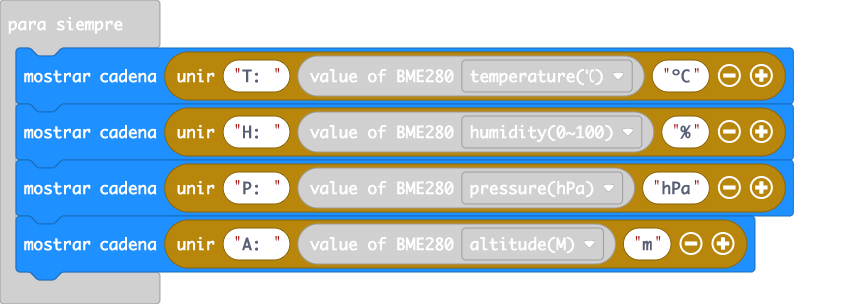 para siempre
mostrar cadena unir "T: " value of BME280 temperature(℃) "°C"
mostrar cadena unir "H: " value of BME280 humidity(0~100) "%"
mostrar cadena unir "P: " value of BME280 pressure(hPa) "hPa"
mostrar cadena unir "A: " value of BME280 altitude(M) "m"